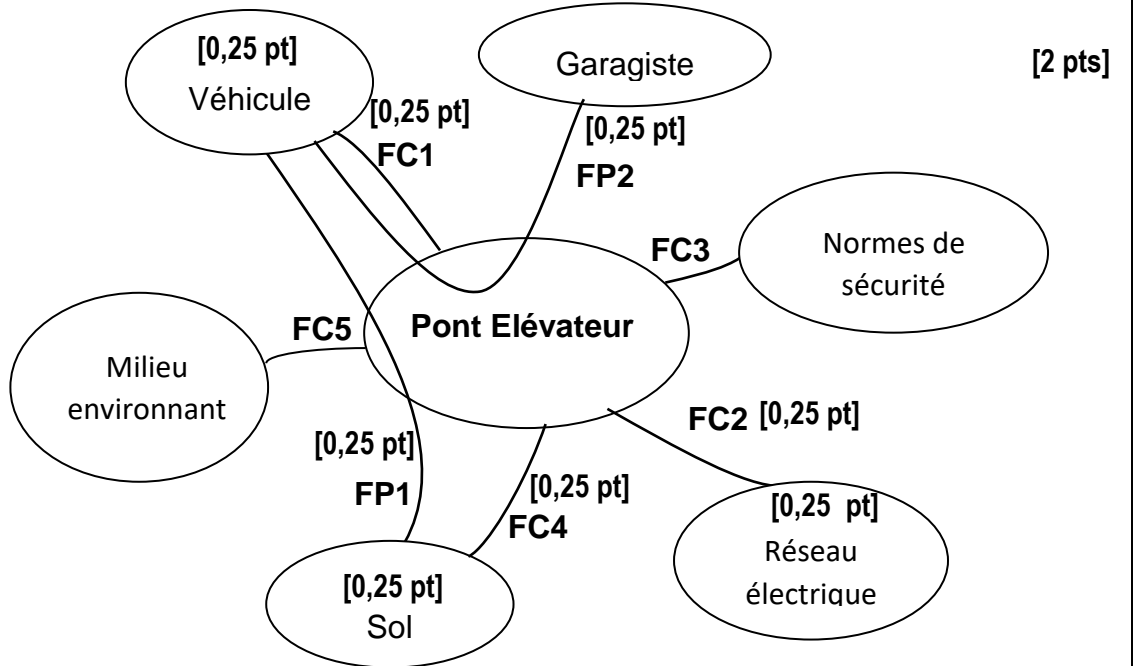 [0,25 pt]
Véhicule
Garagiste
[2 pts]
[0,25 pt]
FC1
[0,25 pt]
FP2
FC3
Normes de
sécurité
FC5
Pont Elévateur
Milieu
environnant
FC2 [0,25 pt]
[0,25 pt]
FP1
[0,25 pt]
FC4
[0,25 pt]
Réseau
électrique
[0,25 pt]
Sol